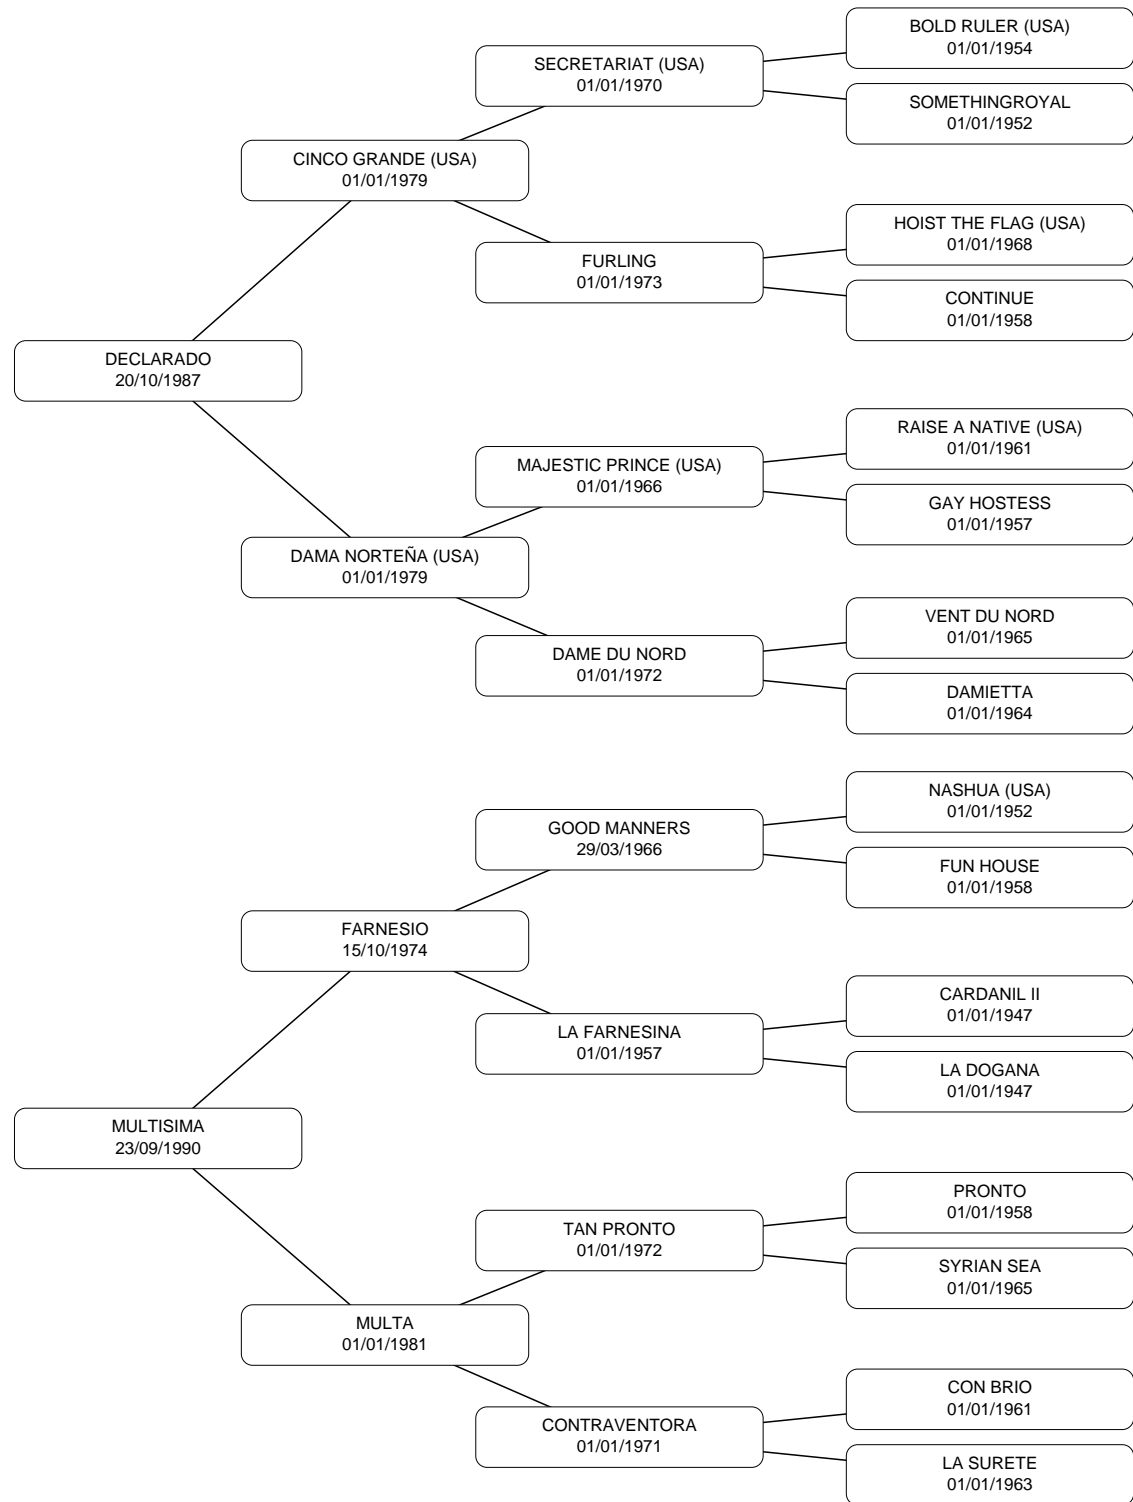 BOLD RULER (USA)
01/01/1954
SECRETARIAT (USA)
01/01/1970
SOMETHINGROYAL
01/01/1952
CINCO GRANDE (USA)
01/01/1979
HOIST THE FLAG (USA)
01/01/1968
FURLING
01/01/1973
CONTINUE
01/01/1958
DECLARADO
20/10/1987
RAISE A NATIVE (USA)
01/01/1961
MAJESTIC PRINCE (USA)
01/01/1966
GAY HOSTESS
01/01/1957
DAMA NORTEÑA (USA)
01/01/1979
VENT DU NORD
01/01/1965
DAME DU NORD
01/01/1972
DAMIETTA
01/01/1964
NASHUA (USA)
01/01/1952
GOOD MANNERS
29/03/1966
FUN HOUSE
01/01/1958
FARNESIO
15/10/1974
CARDANIL II
01/01/1947
LA FARNESINA
01/01/1957
LA DOGANA
01/01/1947
MULTISIMA
23/09/1990
PRONTO
01/01/1958
TAN PRONTO
01/01/1972
SYRIAN SEA
01/01/1965
MULTA
01/01/1981
CON BRIO
01/01/1961
CONTRAVENTORA
01/01/1971
LA SURETE
01/01/1963